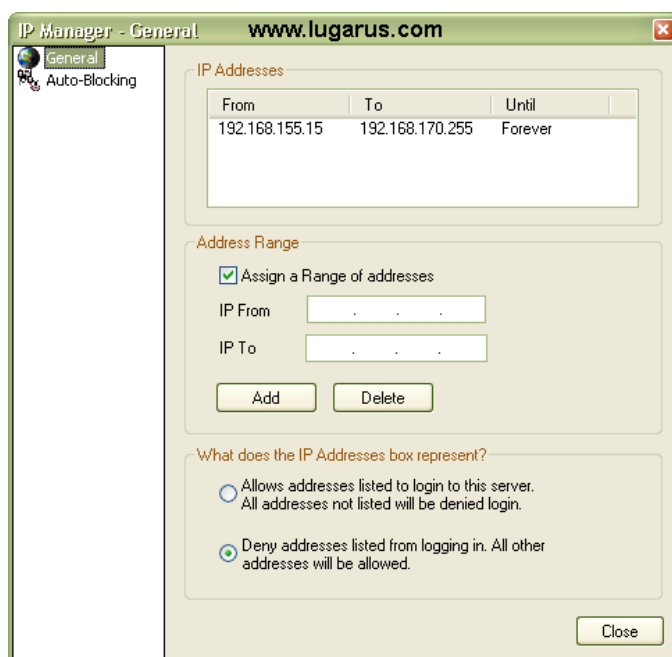 IP Manager - General www.lugarus.com
General
Auto-Blocking
IP Addresses
From To Until
192.168.155.15 192.168.170.255 Forever
Address Range
Assign a Range of addresses
IP From . . .
IP To . . .
Add Delete
What does the IP Addresses box represent?
Allows addresses listed to login to this server.
All addresses not listed will be denied login.
Deny addresses listed from logging in. All other
addresses will be allowed.
Close